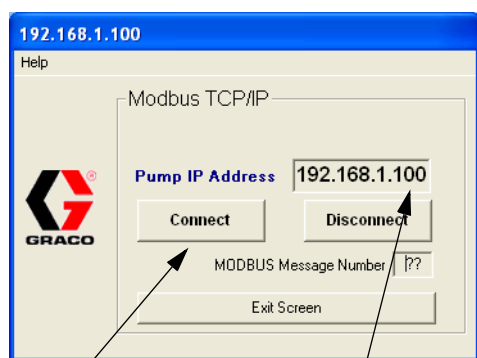 192.168.1.100
Help
Modbus TCP/IP
Pump IP Address 192.168.1.100
Connect Disconnect
GRACO
MODBUS Message Number ??
Exit Screen